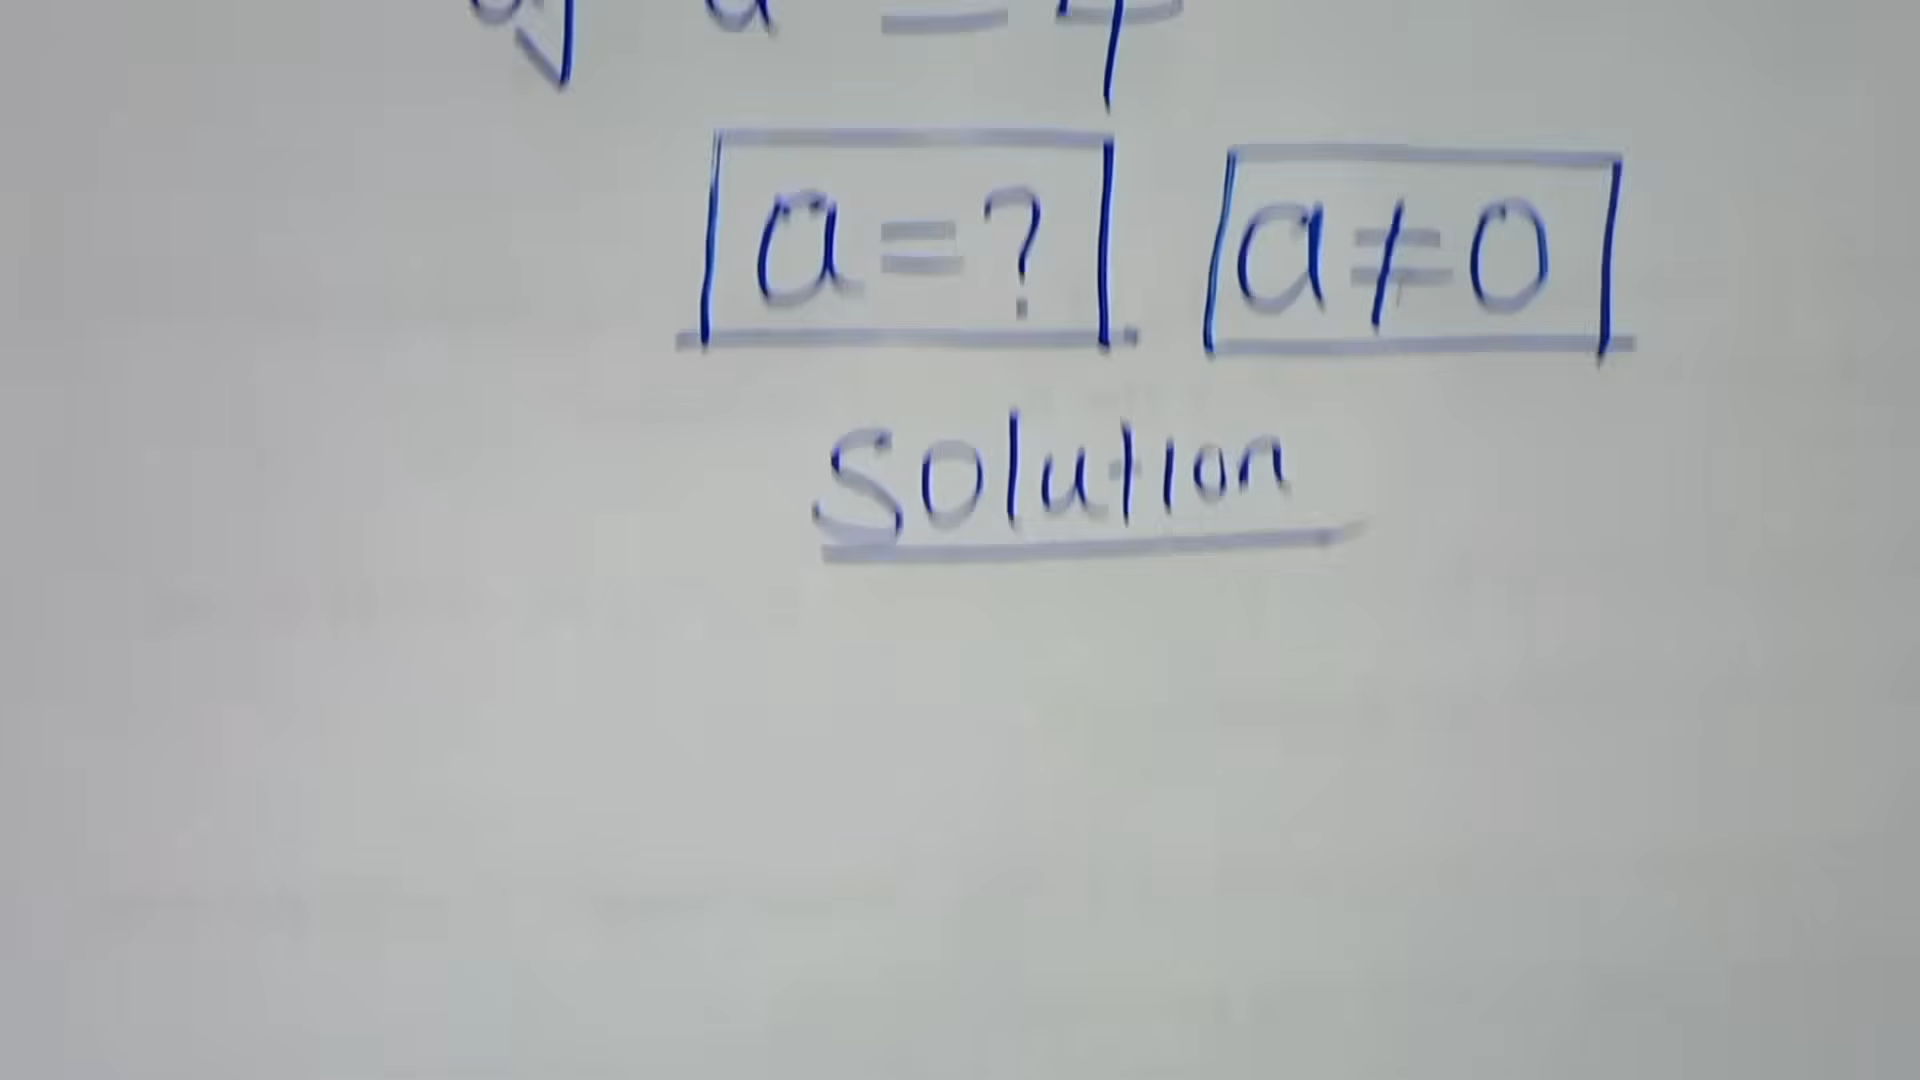 a = ? a ≠ 0
Solution